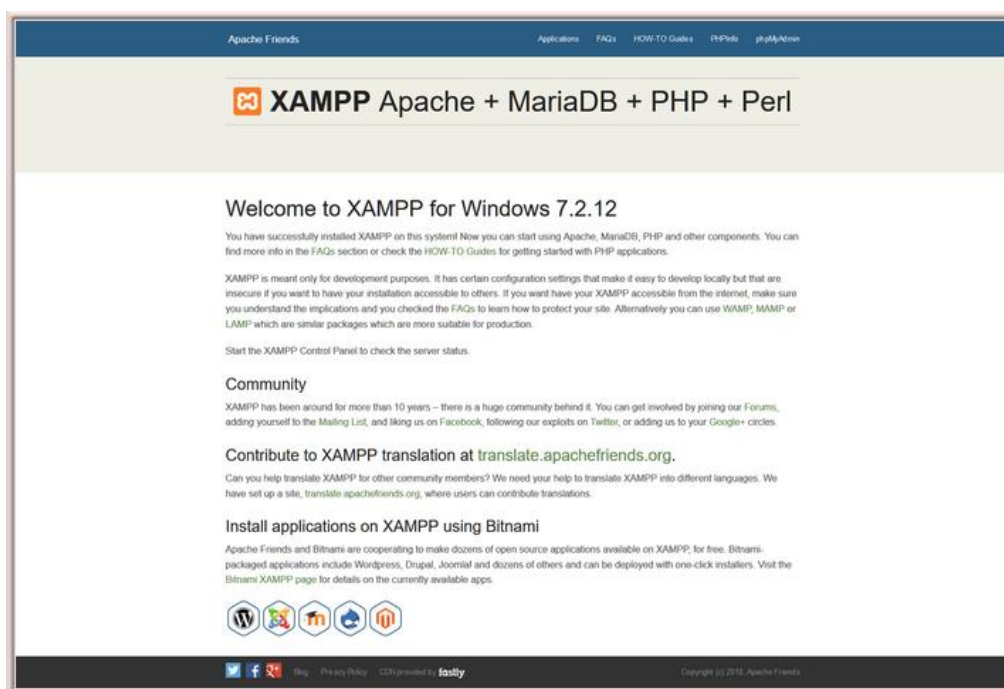 Apache Friends
Applications FAQs HOW-TO Guides PHPInfo phpMyAdmin
XAMPP Apache + MariaDB + PHP + Perl
Welcome to XAMPP for Windows 7.2.12
You have successfully installed XAMPP on this system! Now you can start using Apache, MariaDB, PHP and other components. You can
find more info in the FAQs section or check the HOW-TO Guides for getting started with PHP applications.
XAMPP is meant only for development purposes. It has certain configuration settings that make it easy to develop locally but that are
insecure if you want to have your installation accessible to others. If you want have your XAMPP accessible from the internet, make sure
you understand the implications and you checked the FAQs to learn how to protect your site. Alternatively you can use WAMP, MAMP or
LAMP which are similar packages which are more suitable for production.
Start the XAMPP Control Panel to check the server status.
Community
XAMPP has been around for more than 10 years – there is a huge community behind it. You can get involved by joining our Forums,
adding yourself to the Mailing List, and liking us on Facebook, following our exploits on Twitter, or adding us to your Google+ circles.
Contribute to XAMPP translation at translate.apachefriends.org.
Can you help translate XAMPP for other community members? We need your help to translate XAMPP into different languages. We
have set up a site, translate.apachefriends.org, where users can contribute translations.
Install applications on XAMPP using Bitnami
Apache Friends and Bitnami are cooperating to make dozens of open source applications available on XAMPP, for free. Bitnami-
packaged applications include Wordpress, Drupal, Joomla! and dozens of others and can be deployed with one-click installers. Visit the
Bitnami XAMPP page for details on the currently available apps.
Blog Privacy Policy CDN provided by fastly
Copyright (c) 2018, Apache Friends